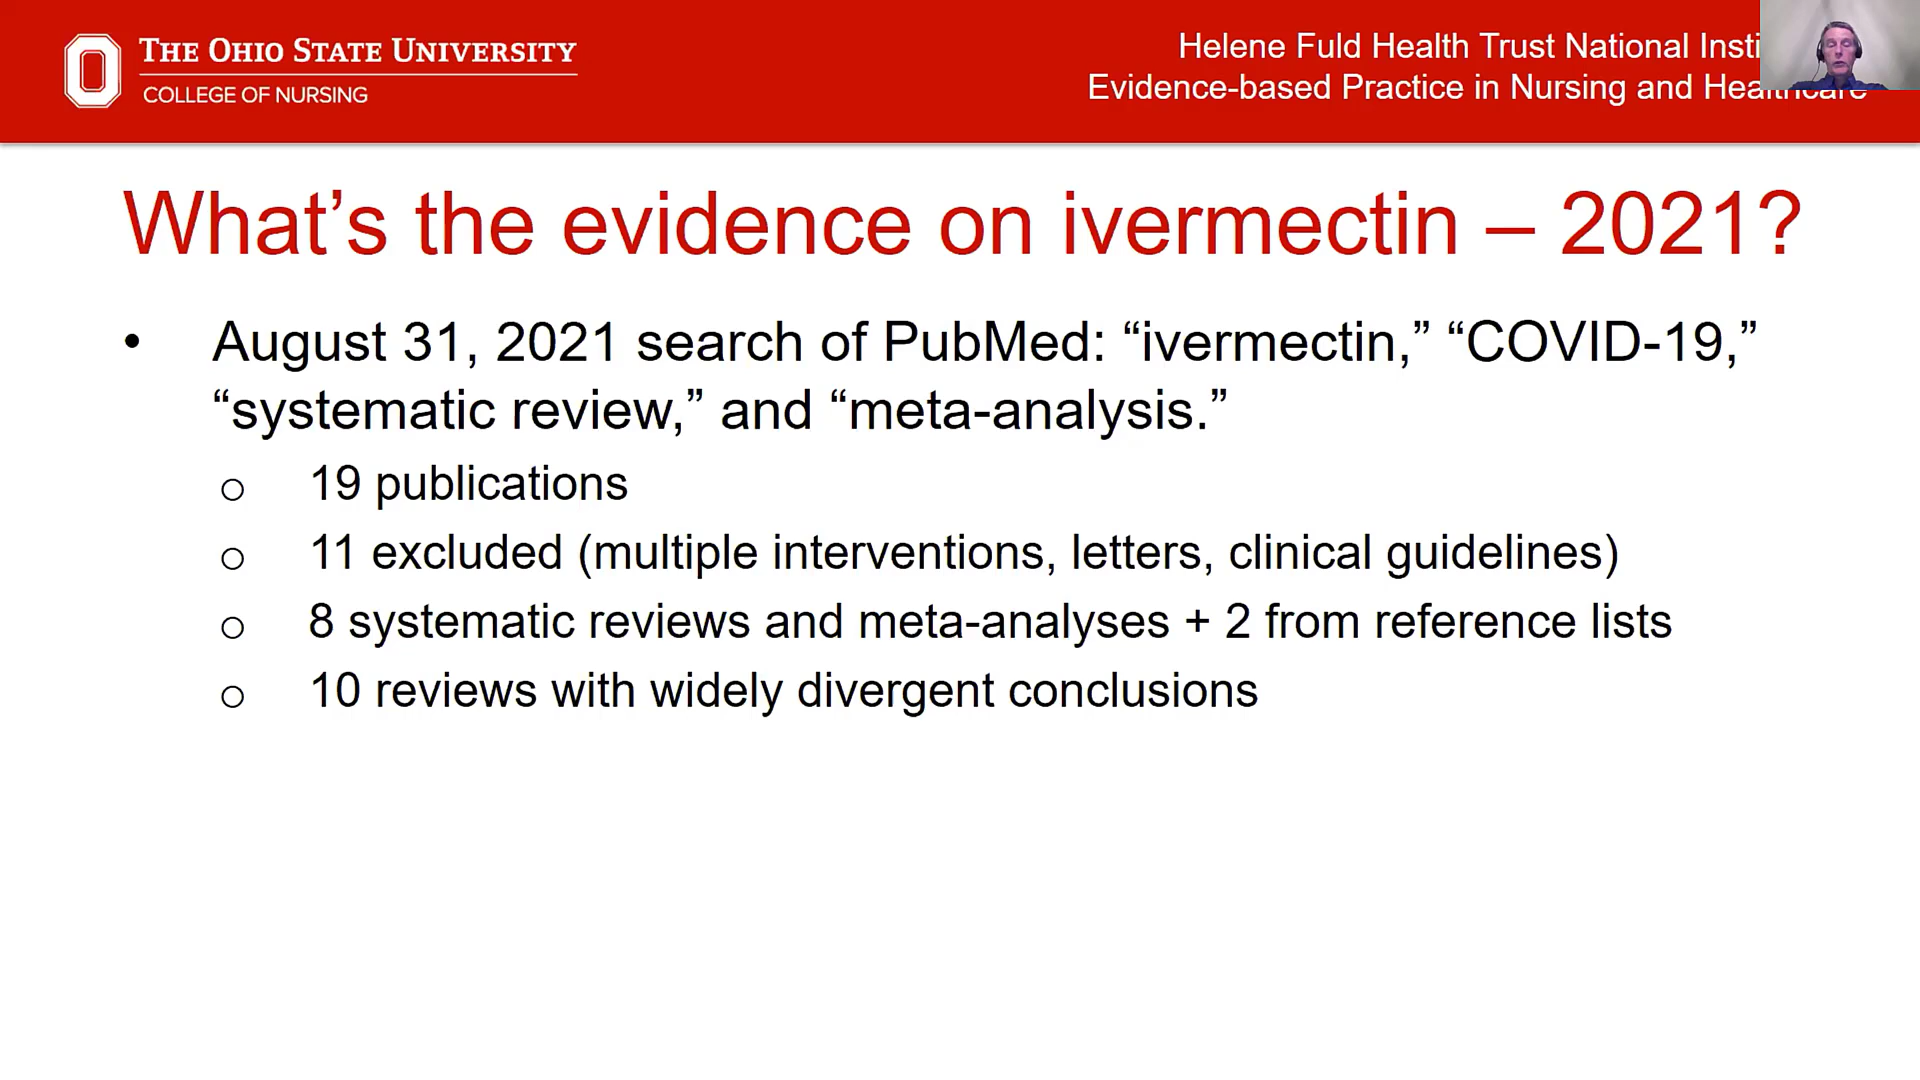 THE OHIO STATE UNIVERSITY
COLLEGE OF NURSING
Helene Fuld Health Trust National
Evidence-based Practice in Nursing and Healthcare
What’s the evidence on ivermectin – 2021?
• August 31, 2021 search of PubMed: “ivermectin,” “COVID-19,”
“systematic review,” and “meta-analysis.”
o 19 publications
o 11 excluded (multiple interventions, letters, clinical guidelines)
o 8 systematic reviews and meta-analyses + 2 from reference lists
o 10 reviews with widely divergent conclusions